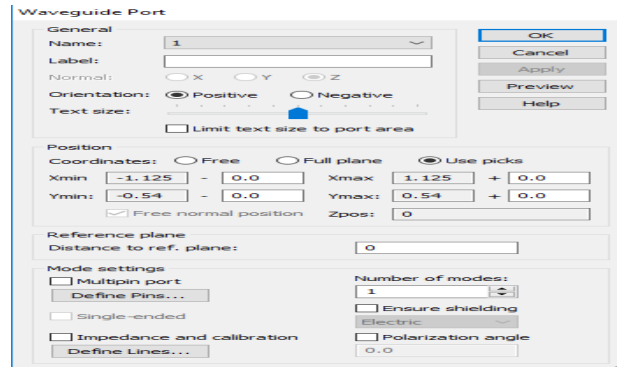 Waveguide Port
General
Name: 1
OK
Label:
Cancel
Normal: X Y Z
Apply
Orientation: Positive Negative
Preview
Text size:
Help
Limit text size to port area
Position
Coordinates: Free Full plane Use picks
Xmin -1.125 - 0.0 Xmax 1.125 + 0.0
Ymin: -0.54 - 0.0 Ymax: 0.54 + 0.0
Free normal position Zpos: 0
Reference plane
Distance to ref. plane: 0
Mode settings
Multipin port Number of modes:
Define Pins... 1
Single-ended Ensure shielding
Electric
Impedance and calibration Polarization angle
Define Lines... 0.0